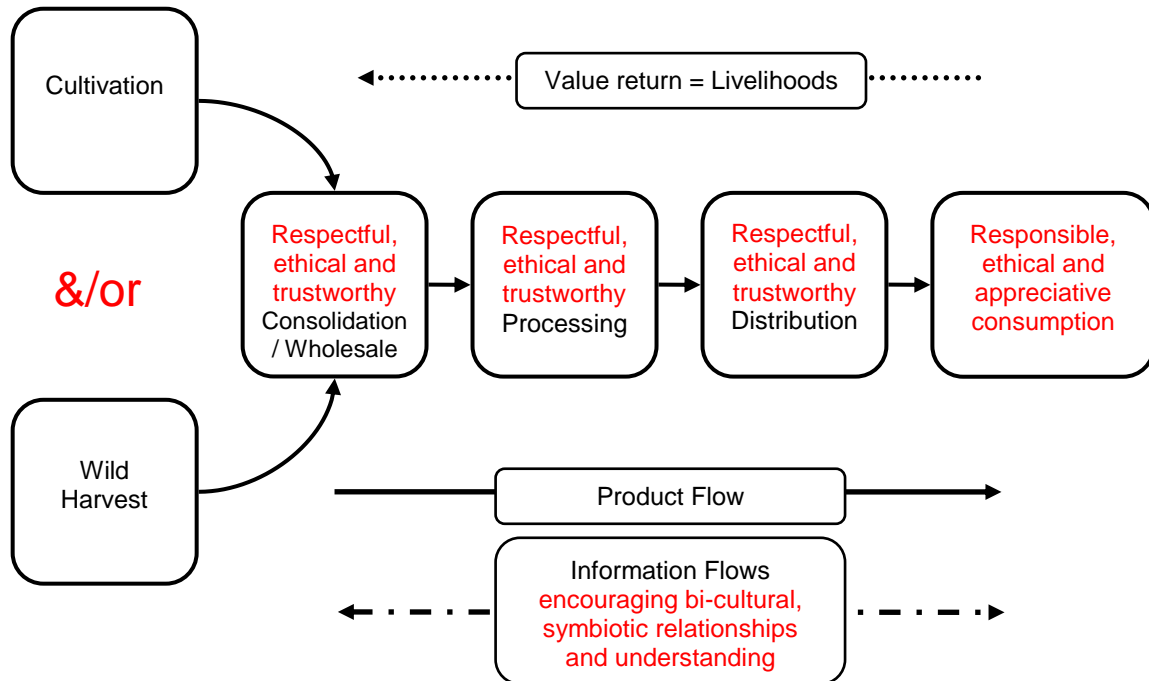 Cultivation
Value return = Livelihoods
&/or
Respectful,
ethical and
trustworthy
Consolidation
/ Wholesale
Respectful,
ethical and
trustworthy
Processing
Respectful,
ethical and
trustworthy
Distribution
Responsible,
ethical and
appreciative
consumption
Wild
Harvest
Product Flow
Information Flows
encouraging bi-cultural,
symbiotic relationships
and understanding